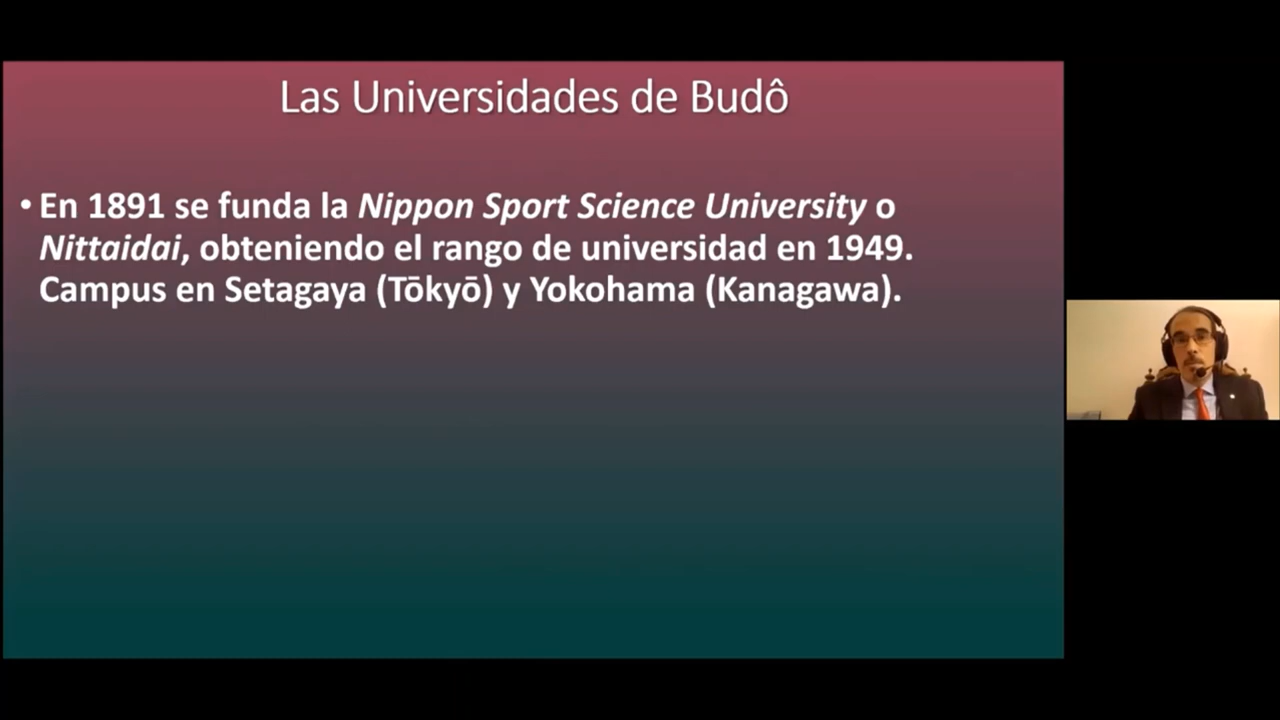 Las Universidades de Budô
• En 1891 se funda la Nippon Sport Science University o
Nittaidai, obteniendo el rango de universidad en 1949.
Campus en Setagaya (Tōkyō) y Yokohama (Kanagawa).